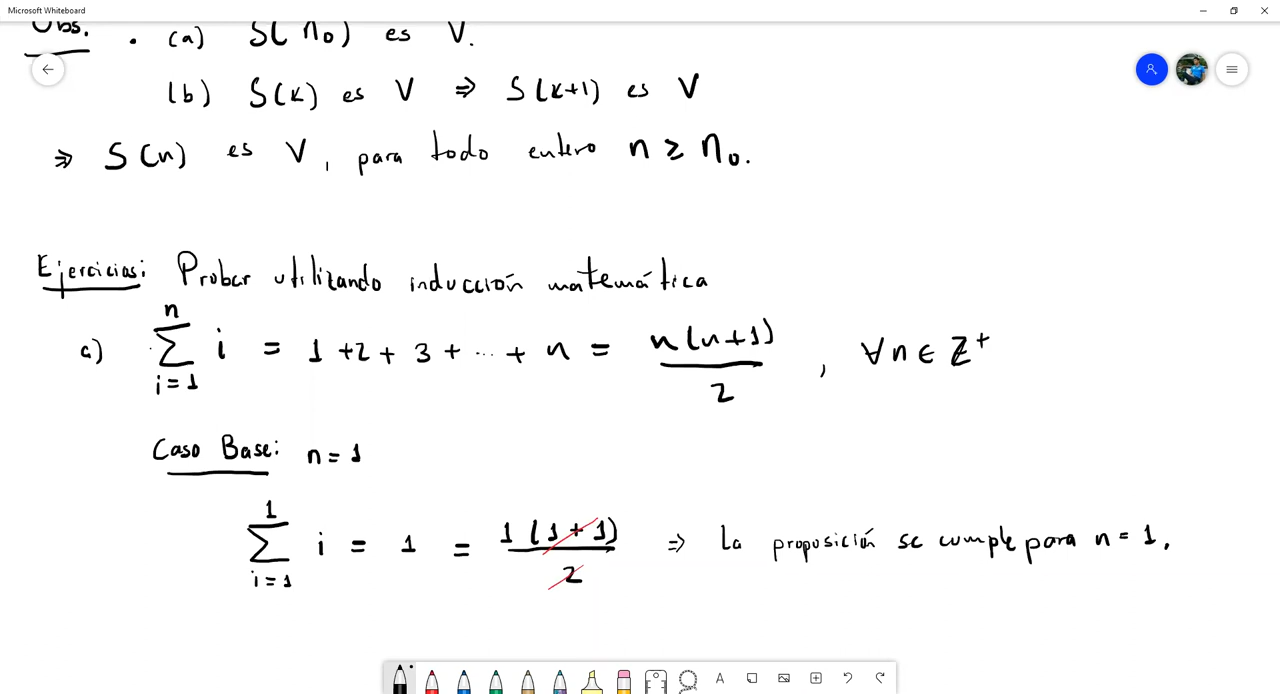 Microsoft Whiteboard
Obs. • (a) S(n₀) es V.
(b) S(k) es V ⇒ S(k+1) es V
⇒ S(n) es V, para todo entero n ≥ n₀.
Ejercicios: Probar utilizando inducción matemática
a) ∑_{i=1}^{n} i = 1+2+3+⋯+n = n(n+1)/2 , ∀n ∈ ℤ⁺
Caso Base: n=1
∑_{i=1}^{1} i = 1 = 1(1+1)/2 ⇒ La proposición se cumple para n=1.